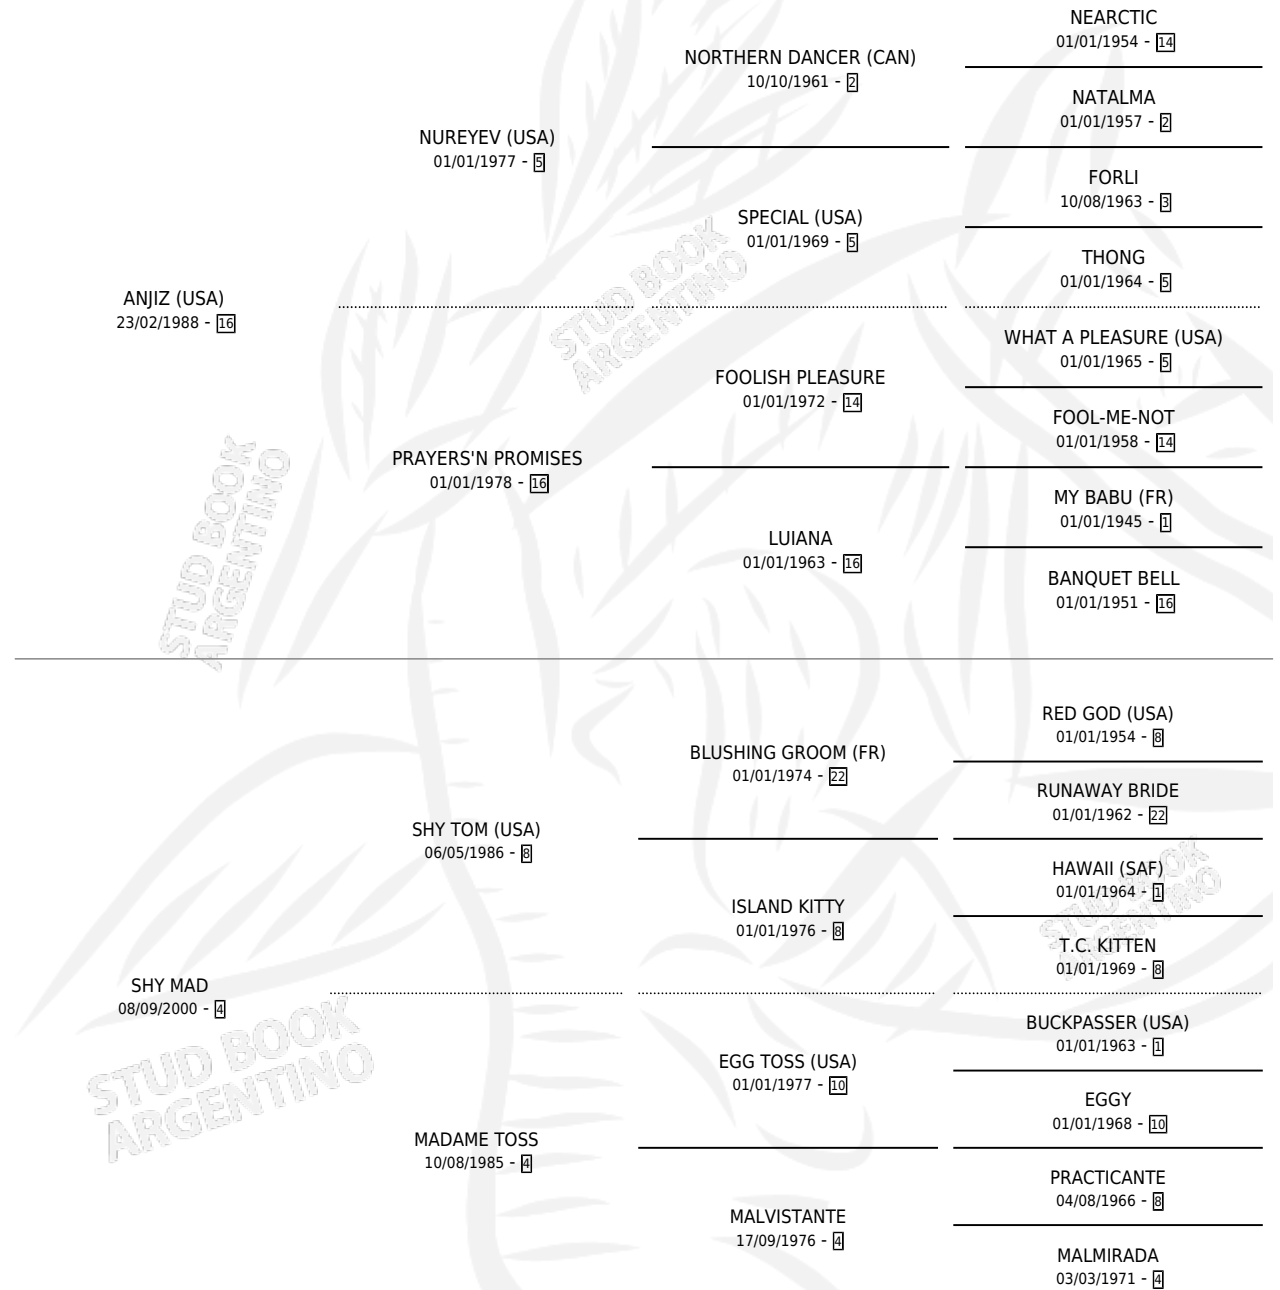 NEARCTIC
01/01/1954 - 14
NORTHERN DANCER (CAN)
10/10/1961 - 2
NATALMA
01/01/1957 - 2
NUREYEV (USA)
01/01/1977 - 5
FORLI
10/08/1963 - 3
SPECIAL (USA)
01/01/1969 - 5
THONG
01/01/1964 - 5
ANJIZ (USA)
23/02/1988 - 16
STUD BOOK
ARGENTINO
WHAT A PLEASURE (USA)
01/01/1965 - 5
FOOLISH PLEASURE
01/01/1972 - 14
FOOL-ME-NOT
01/01/1958 - 14
PRAYERS'N PROMISES
01/01/1978 - 16
MY BABU (FR)
01/01/1945 - 1
LUIANA
01/01/1963 - 16
BANQUET BELL
01/01/1951 - 16
STUD BOOK
ARGENTINO
RED GOD (USA)
01/01/1954 - 8
BLUSHING GROOM (FR)
01/01/1974 - 22
RUNAWAY BRIDE
01/01/1962 - 22
SHY TOM (USA)
06/05/1986 - 8
HAWAII (SAF)
01/01/1964 - 1
ISLAND KITTY
01/01/1976 - 8
STUD BOOK
ARGENTINO
T.C. KITTEN
01/01/1969 - 8
SHY MAD
08/09/2000 - 4
STUD BOOK
ARGENTINO
BUCKPASSER (USA)
01/01/1963 - 1
EGG TOSS (USA)
01/01/1977 - 10
EGGY
01/01/1968 - 10
MADAME TOSS
10/08/1985 - 4
PRACTICANTE
04/08/1966 - 8
MALVISTANTE
17/09/1976 - 4
MALMIRADA
03/03/1971 - 4